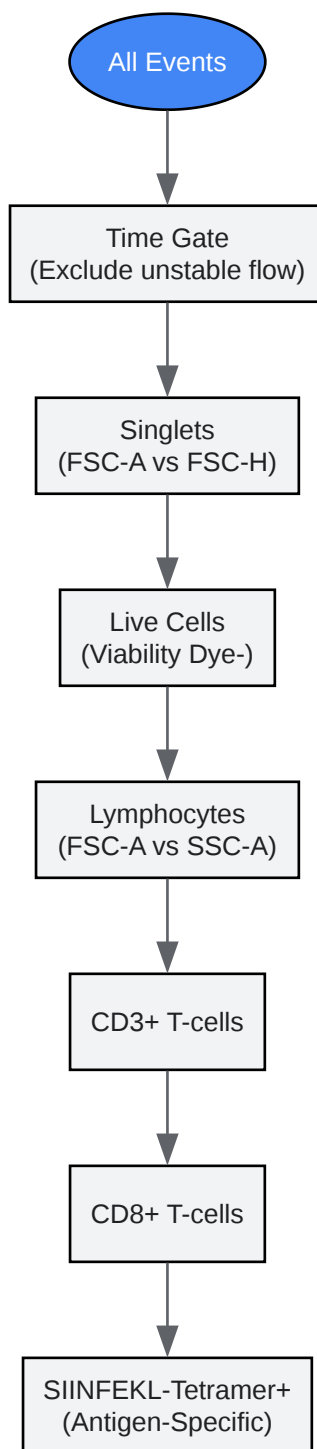 All Events
Time Gate
(Exclude unstable flow)
Singlets
(FSC-A vs FSC-H)
Live Cells
(Viability Dye-)
Lymphocytes
(FSC-A vs SSC-A)
CD3+ T-cells
CD8+ T-cells
SIINFEKL-Tetramer+
(Antigen-Specific)